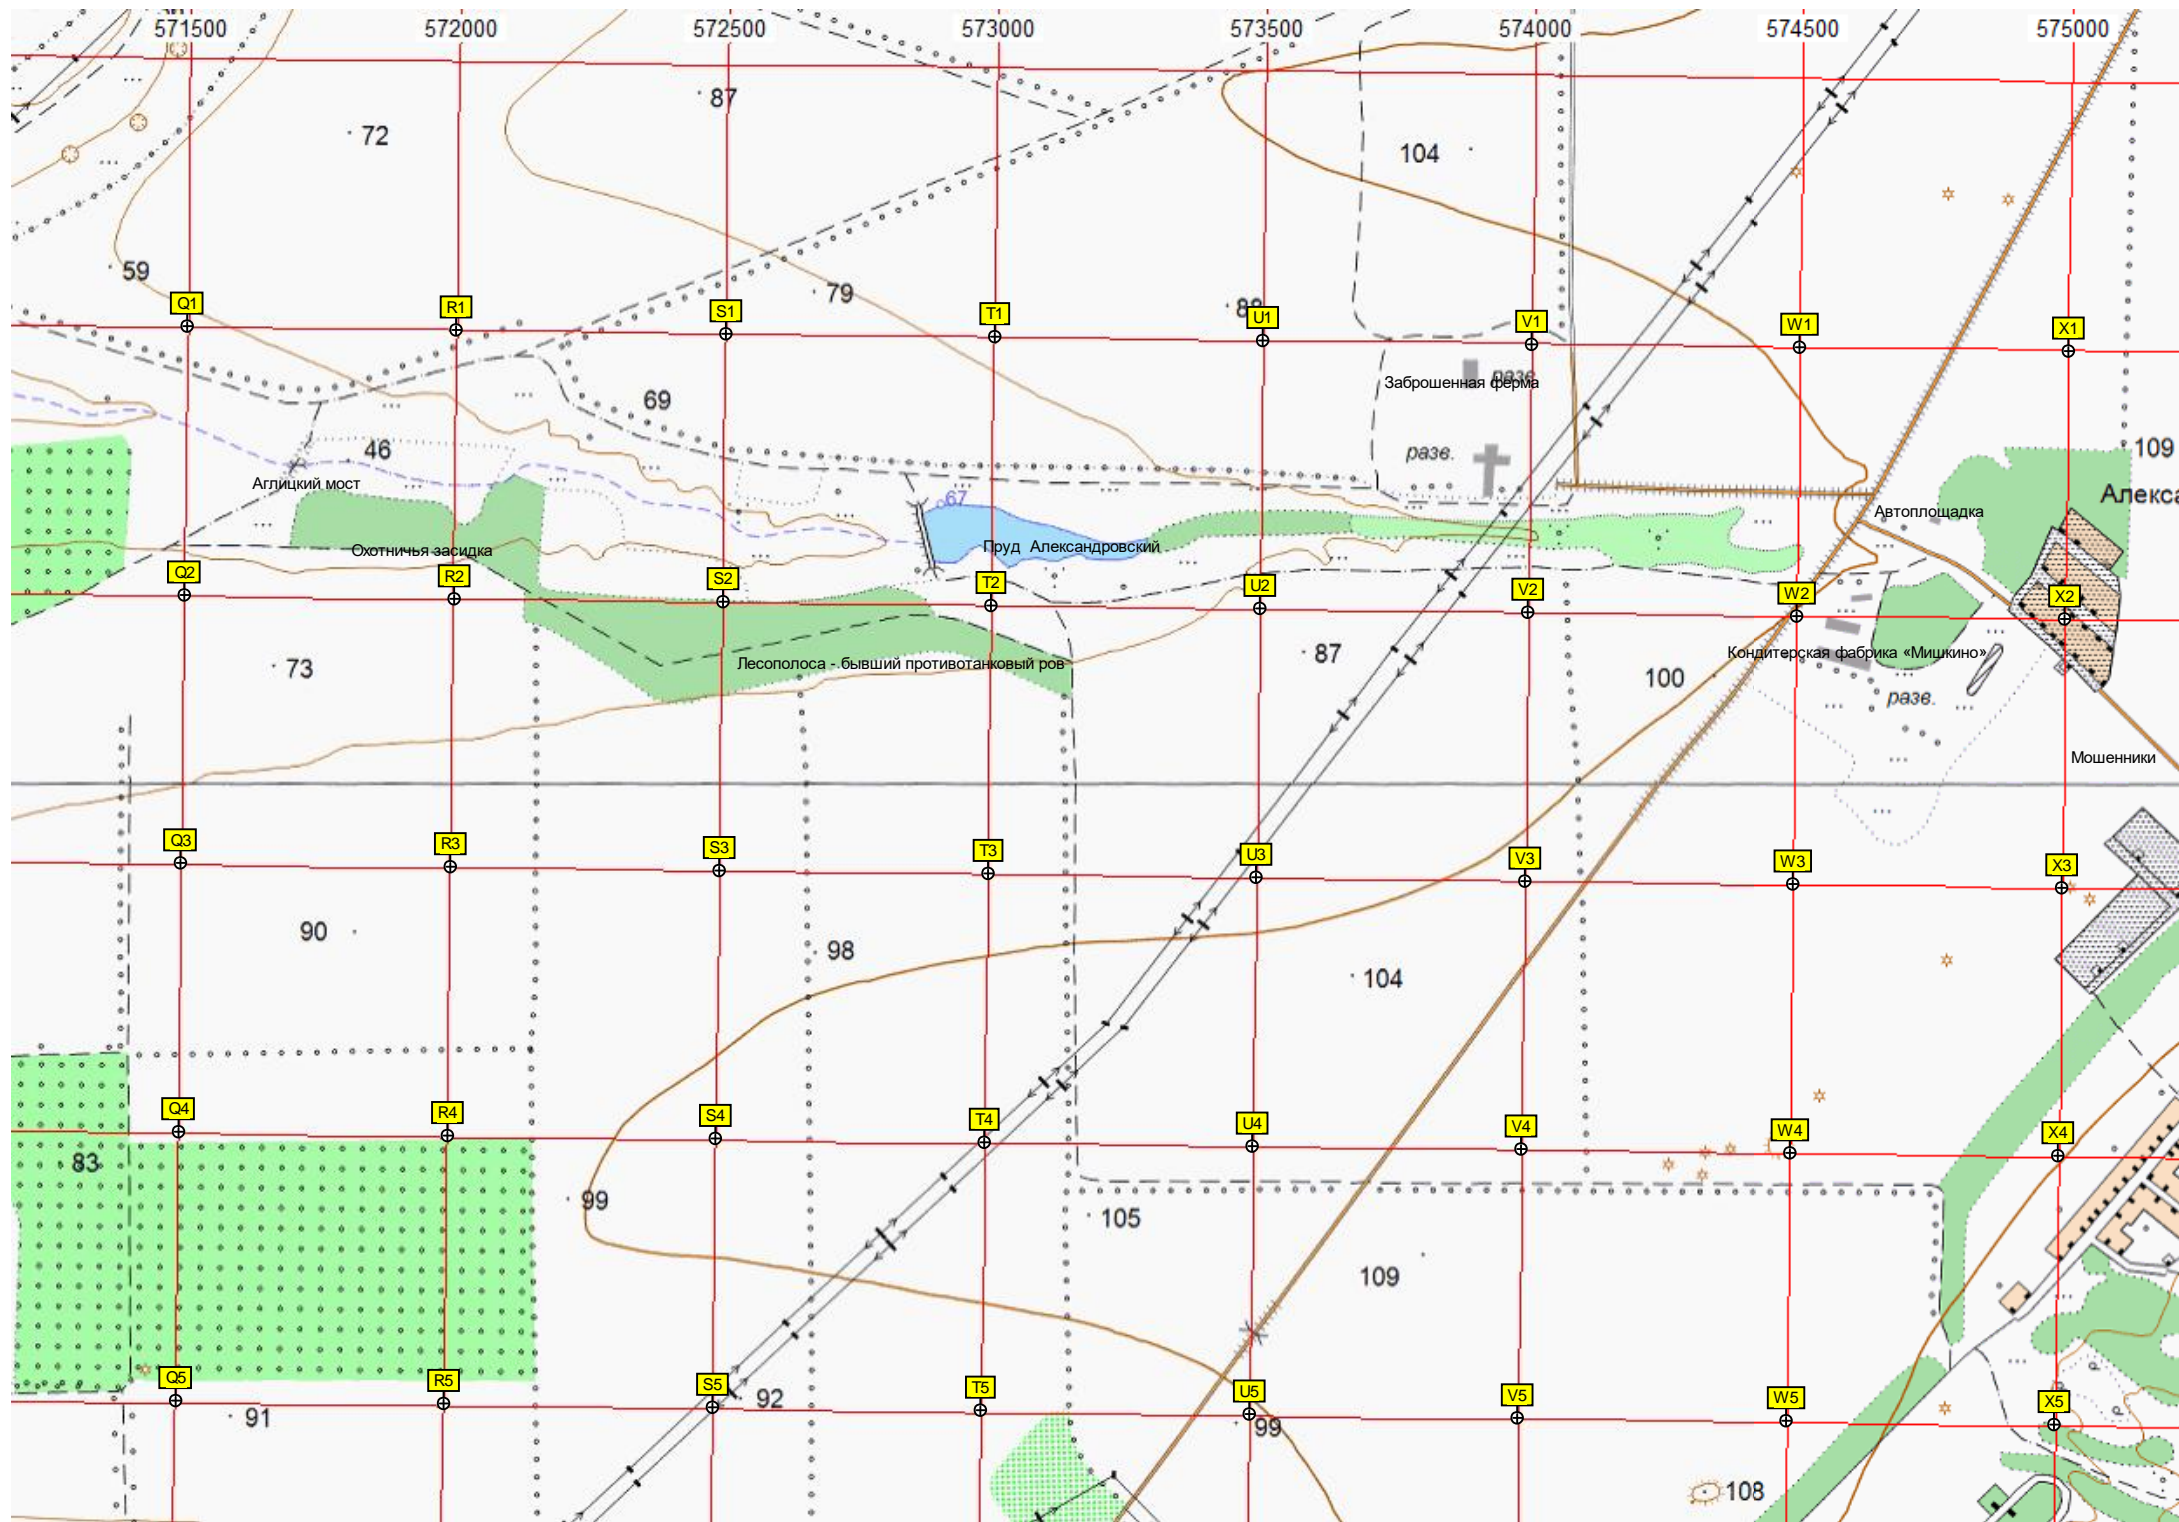 571500 572000 572500 573000 573500 574000 574500 575000
87
72
104
59
79
88
Q1 R1 S1 T1 U1 V1 W1 X1
разв.
Заброшенная ферма
69
46
разв.
109
Аглицкий мост
67
Алекса
Автоплощадка
Охотничья засидка
Пруд Александровский
Q2 R2 S2 T2 U2 V2 W2 X2
73
Лесополоса - бывший противотанковый ров
87
100
Кондитерская фабрика «Мишкино»
разв.
Мошенники
Q3 R3 S3 T3 U3 V3 W3 X3
90
98
104
Q4 R4 S4 T4 U4 V4 W4 X4
83
99
105
109
Q5 R5 S5 T5 U5 V5 W5 X5
92
91
99
108